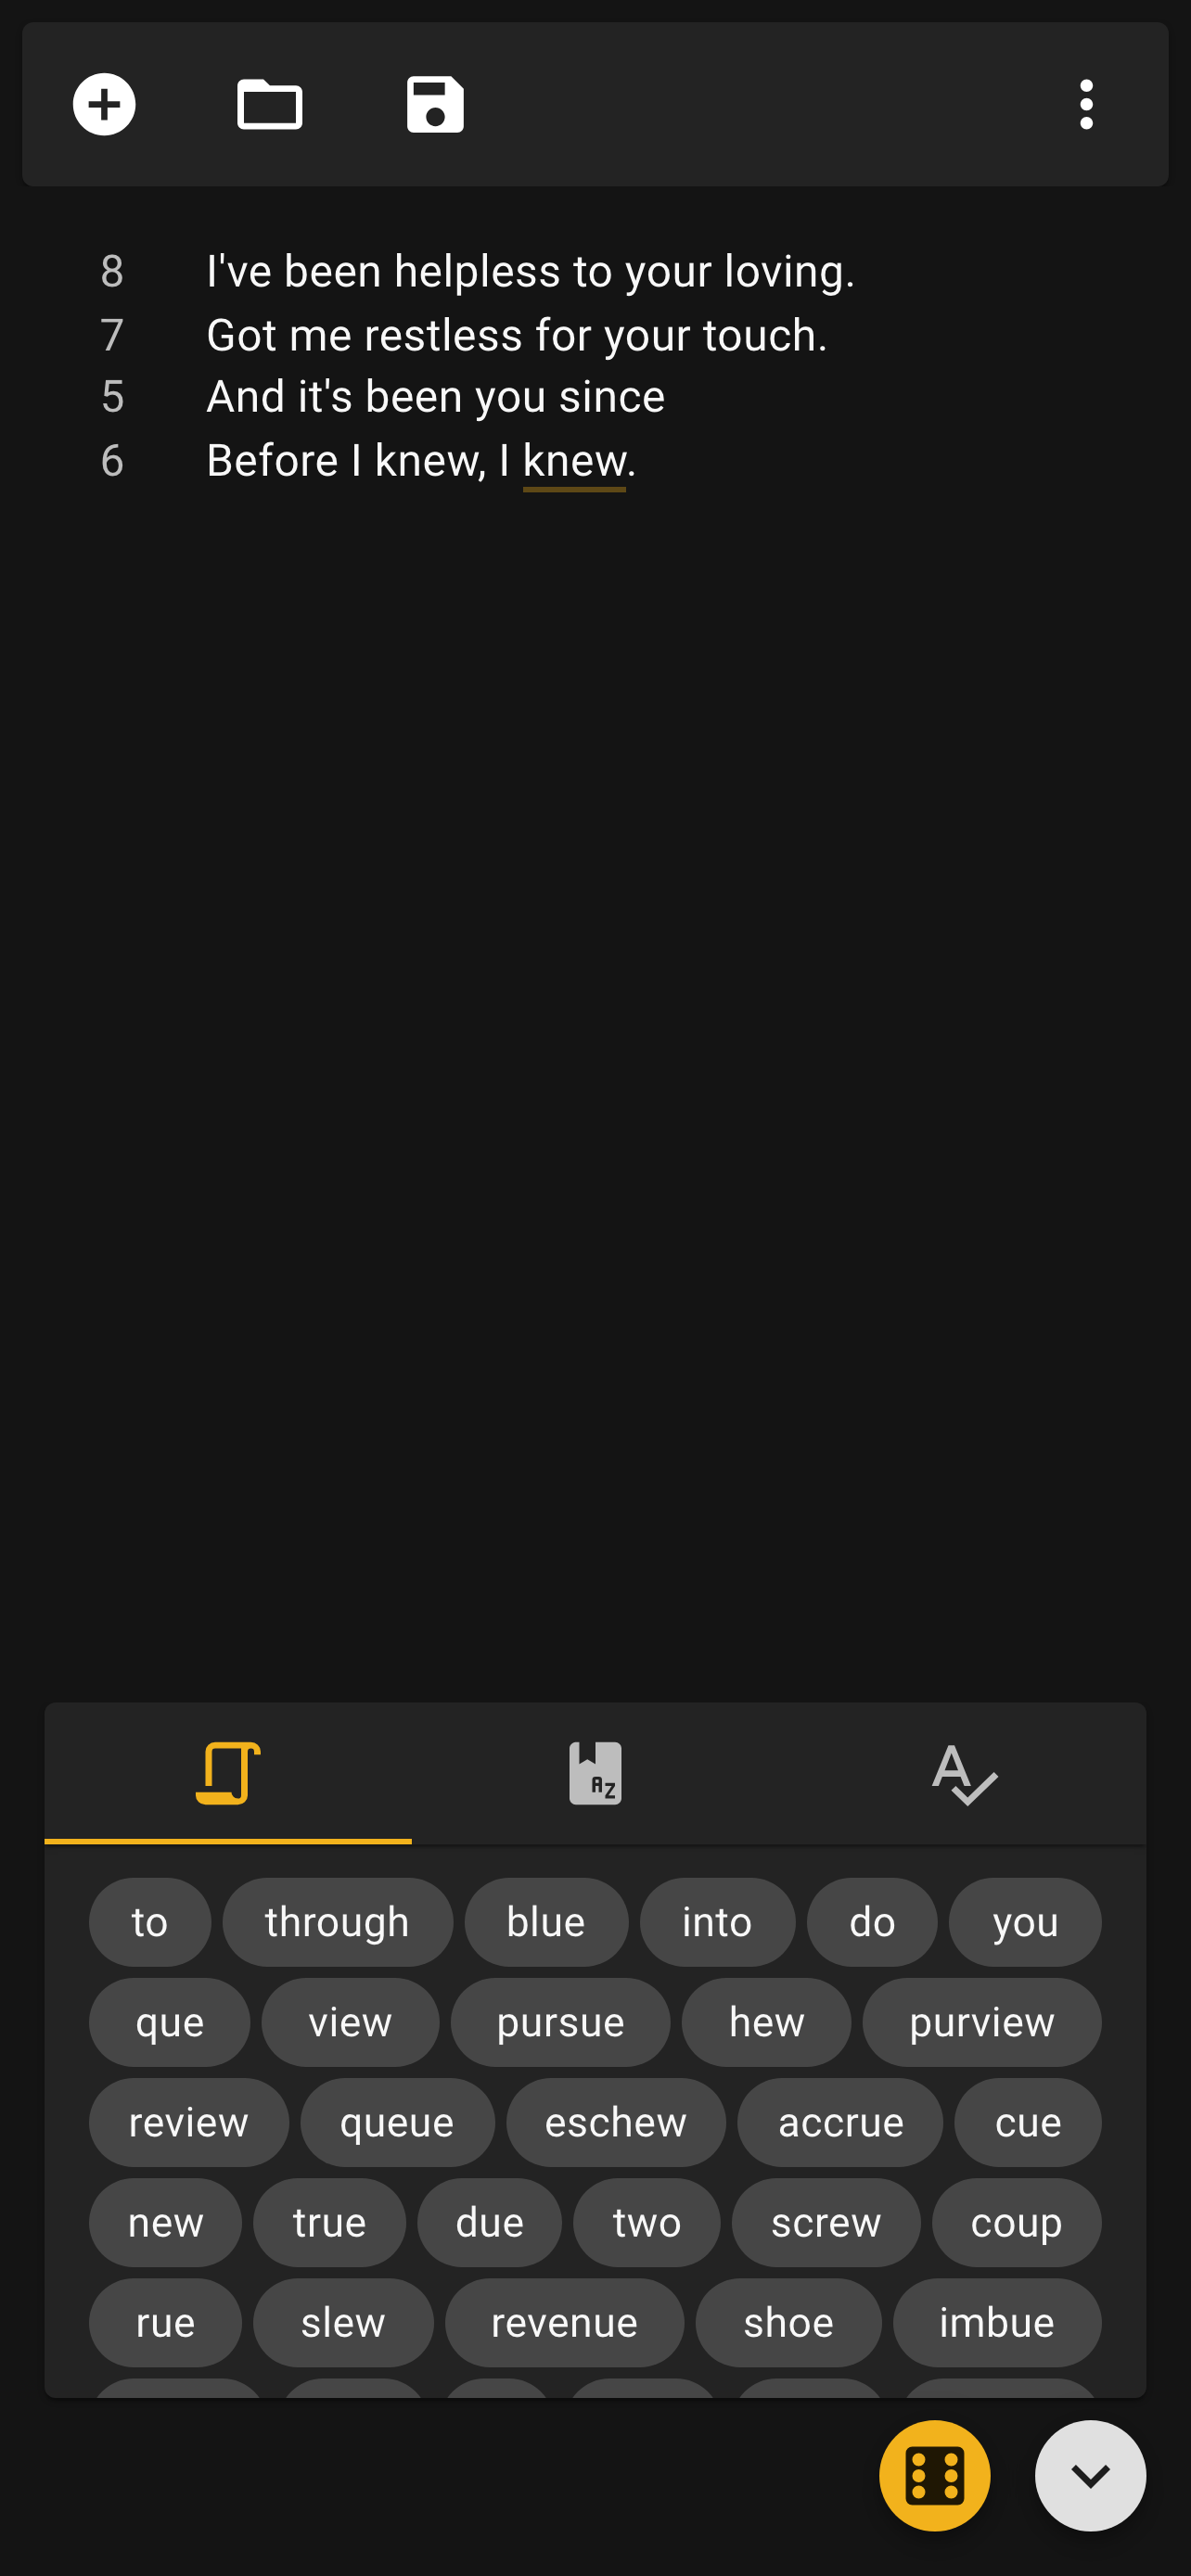 8 I've been helpless to your loving.
7 Got me restless for your touch.
5 And it's been you since
6 Before I knew, I knew.
A Z
A
to through blue into do you
que view pursue hew purview
review queue eschew accrue cue
new true due two screw coup
rue slew revenue shoe imbue